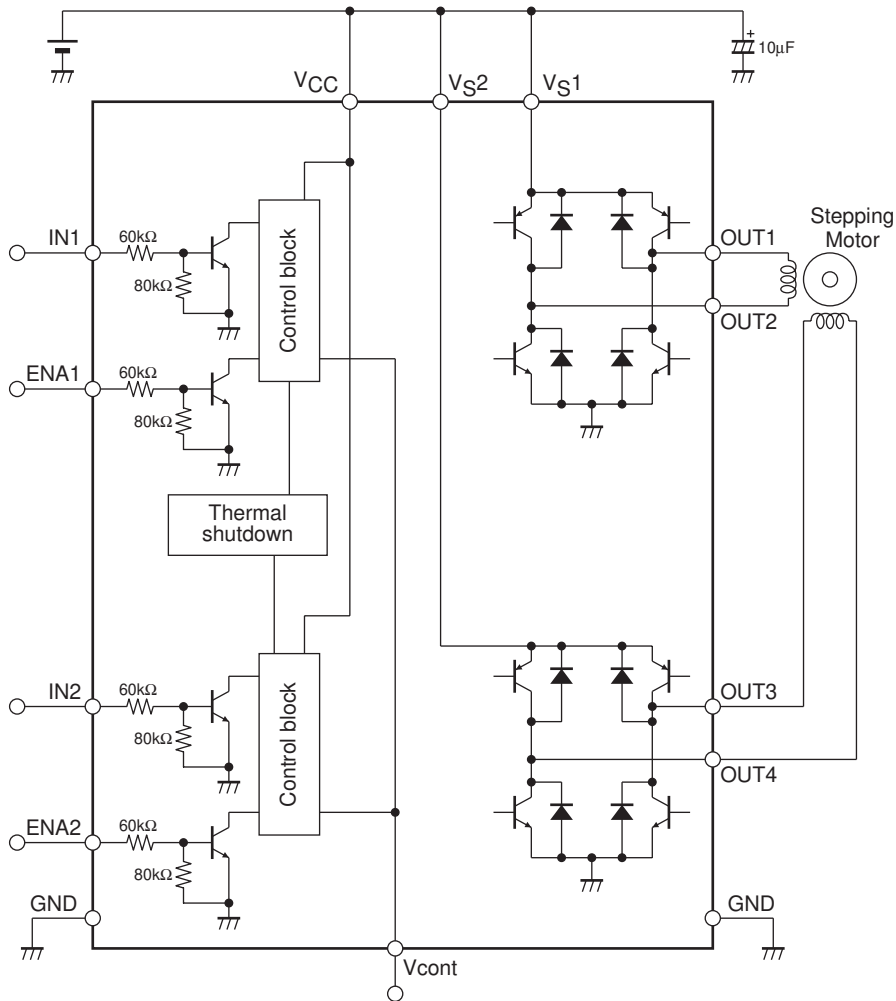 10µF
VCC
VS2
VS1
IN1
60kΩ
80kΩ
Control block
OUT1
Stepping
Motor
OUT2
ENA1
60kΩ
80kΩ
Thermal
shutdown
IN2
60kΩ
80kΩ
Control block
OUT3
OUT4
ENA2
60kΩ
80kΩ
GND
GND
Vcont